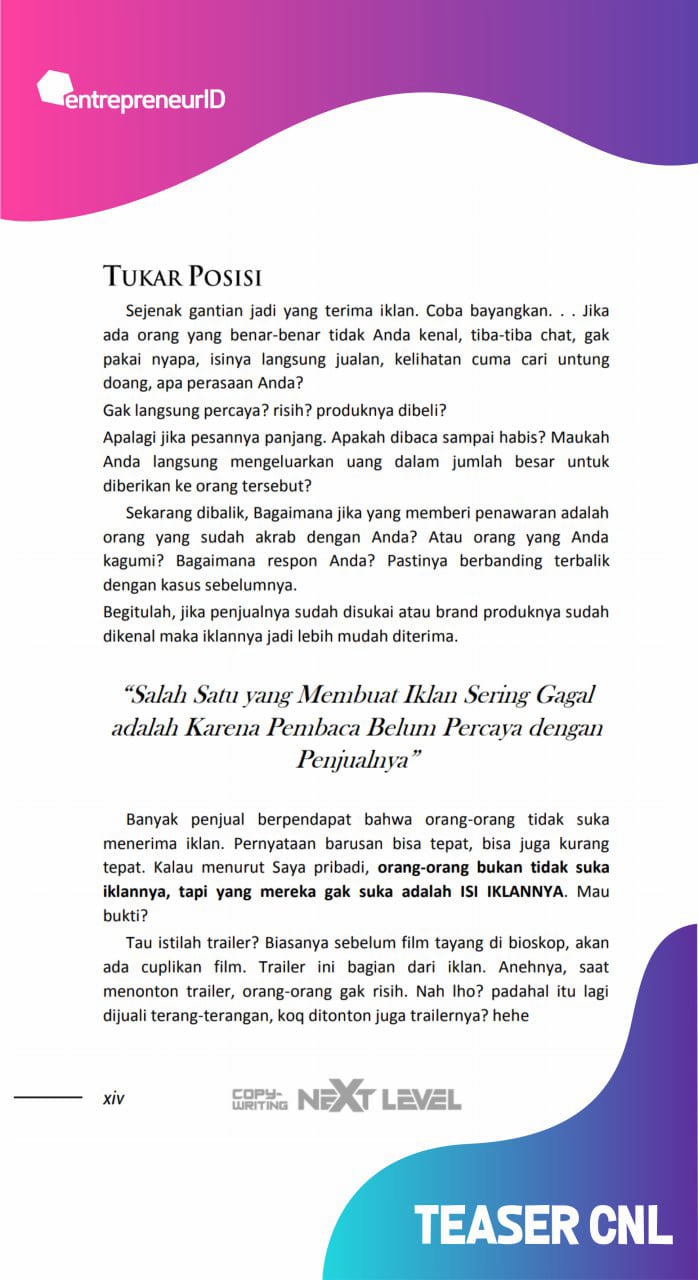 entrepreneurID
TUKAR POSISI
Sejenak gantian jadi yang terima iklan. Coba bayangkan. . . Jika
ada orang yang benar-benar tidak Anda kenal, tiba-tiba chat, gak
pakai nyapa, isinya langsung jualan, kelihatan cuma cari untung
doang, apa perasaan Anda?
Gak langsung percaya? risih? produknya dibeli?
Apalagi jika pesannya panjang. Apakah dibaca sampai habis? Maukah
Anda langsung mengeluarkan uang dalam jumlah besar untuk
diberikan ke orang tersebut?
Sekarang dibalik, Bagaimana jika yang memberi penawaran adalah
orang yang sudah akrab dengan Anda? Atau orang yang Anda
kagumi? Bagaimana respon Anda? Pastinya berbanding terbalik
dengan kasus sebelumnya.
Begitulah, jika penjualnya sudah disukai atau brand produknya sudah
dikenal maka iklannya jadi lebih mudah diterima.
“Salah Satu yang Membuat Iklan Sering Gagal
adalah Karena Pembaca Belum Percaya dengan
Penjualnya”
Banyak penjual berpendapat bahwa orang-orang tidak suka
menerima iklan. Pernyataan barusan bisa tepat, bisa juga kurang
tepat. Kalau menurut Saya pribadi, orang-orang bukan tidak suka
iklannya, tapi yang mereka gak suka adalah ISI IKLANNYA. Mau
bukti?
Tau istilah trailer? Biasanya sebelum film tayang di bioskop, akan
ada cuplikan film. Trailer ini bagian dari iklan. Anehnya, saat
menonton trailer, orang-orang gak risih. Nah lho? padahal itu lagi
dijuali terang-terangan, koq ditonton juga trailernya? hehe
xiv
COPY-WRITING NEXT LEVEL
TEASER CNL